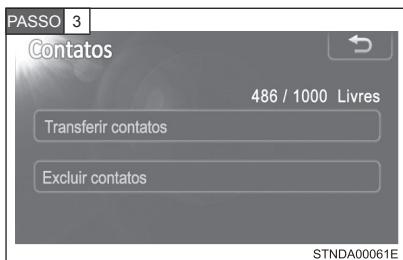 PASSO 3
Contatos
486 / 1000 Livres
Transferir contatos
Excluir contatos
STNDA00061E